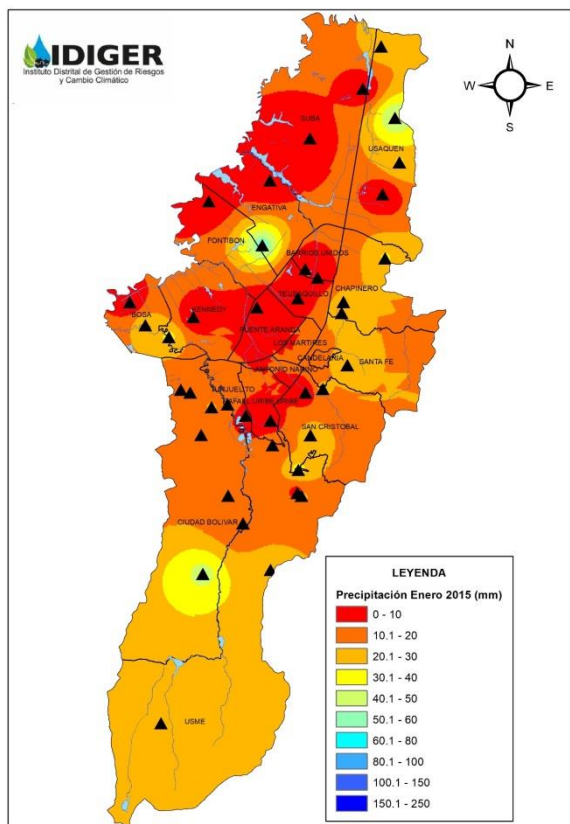 IDIGER
Instituto Distrital de Gestión de Riesgos
y Cambio Climático
N
W
E
S
SUBA
USAQUEN
ENGATIVA
FONTIBON
BARRIOS UNIDOS
TEUSAQUILLO
CHAPINERO
BOSA
KENNEDY
PUENTE ARANDA
LOS MARTIRES
CANDELARIA
SANTA FE
ANTONIO NARIÑO
TUNJUELITO
RAFAEL URIBE URIBE
SAN CRISTOBAL
CIUDAD BOLIVAR
USME
LEYENDA
Precipitación Enero 2015 (mm)
0 - 10
10.1 - 20
20.1 - 30
30.1 - 40
40.1 - 50
50.1 - 60
60.1 - 80
80.1 - 100
100.1 - 150
150.1 - 250